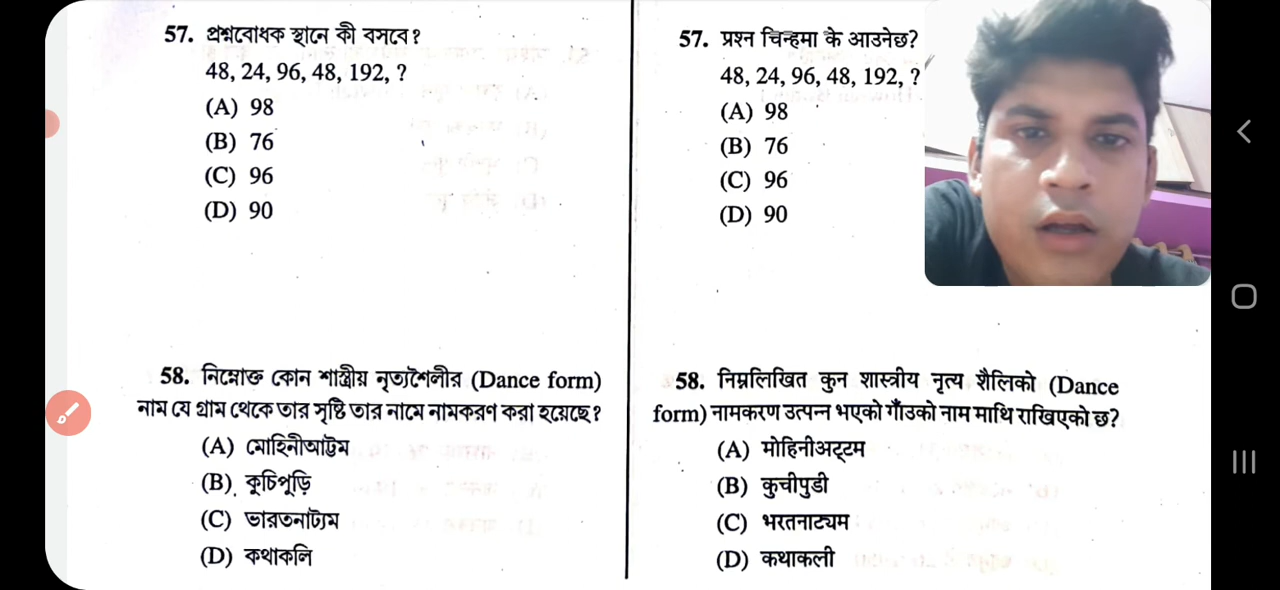 57. প্রশ্নবোধক স্থানে কী বসবে?
48, 24, 96, 48, 192, ?
(A) 98
(B) 76
(C) 96
(D) 90
58. নিম্নোক্ত কোন শাস্ত্রীয় নৃত্যশৈলীর (Dance form)
নাম যে গ্রাম থেকে তার সৃষ্টি তার নামে নামকরণ করা হয়েছে?
(A) মোহিনীআট্টম
(B) কুচিপুড়ি
(C) ভারতনাট্যম
(D) কথাকলি
57. प्रश्न चिन्हमा के आउनेछ?
48, 24, 96, 48, 192, ?
(A) 98
(B) 76
(C) 96
(D) 90
58. निम्नलिखित कुन शास्त्रीय नृत्य शैलिको (Dance
form) नामकरण उत्पन्न भएको गाँउको नाम माथि राखिएको छ?
(A) मोहिनीअट्टम
(B) कुचीपुडी
(C) भरतनाट्यम
(D) कथाकली